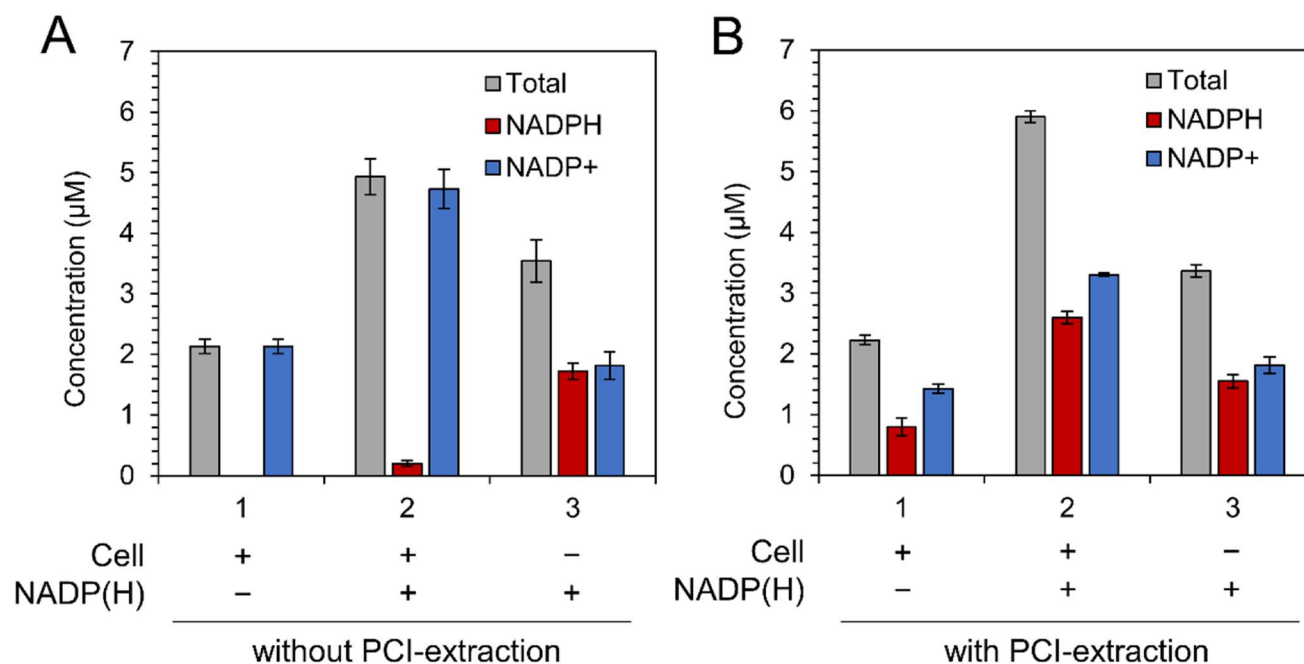 A
7
6
5
4
3
2
1
0
Concentration (µM)
Total
NADPH
NADP+
1 2 3
Cell + + –
NADP(H) – + +
without PCI-extraction
B
7
6
5
4
3
2
1
0
Concentration (µM)
Total
NADPH
NADP+
1 2 3
Cell + + –
NADP(H) – + +
with PCI-extraction